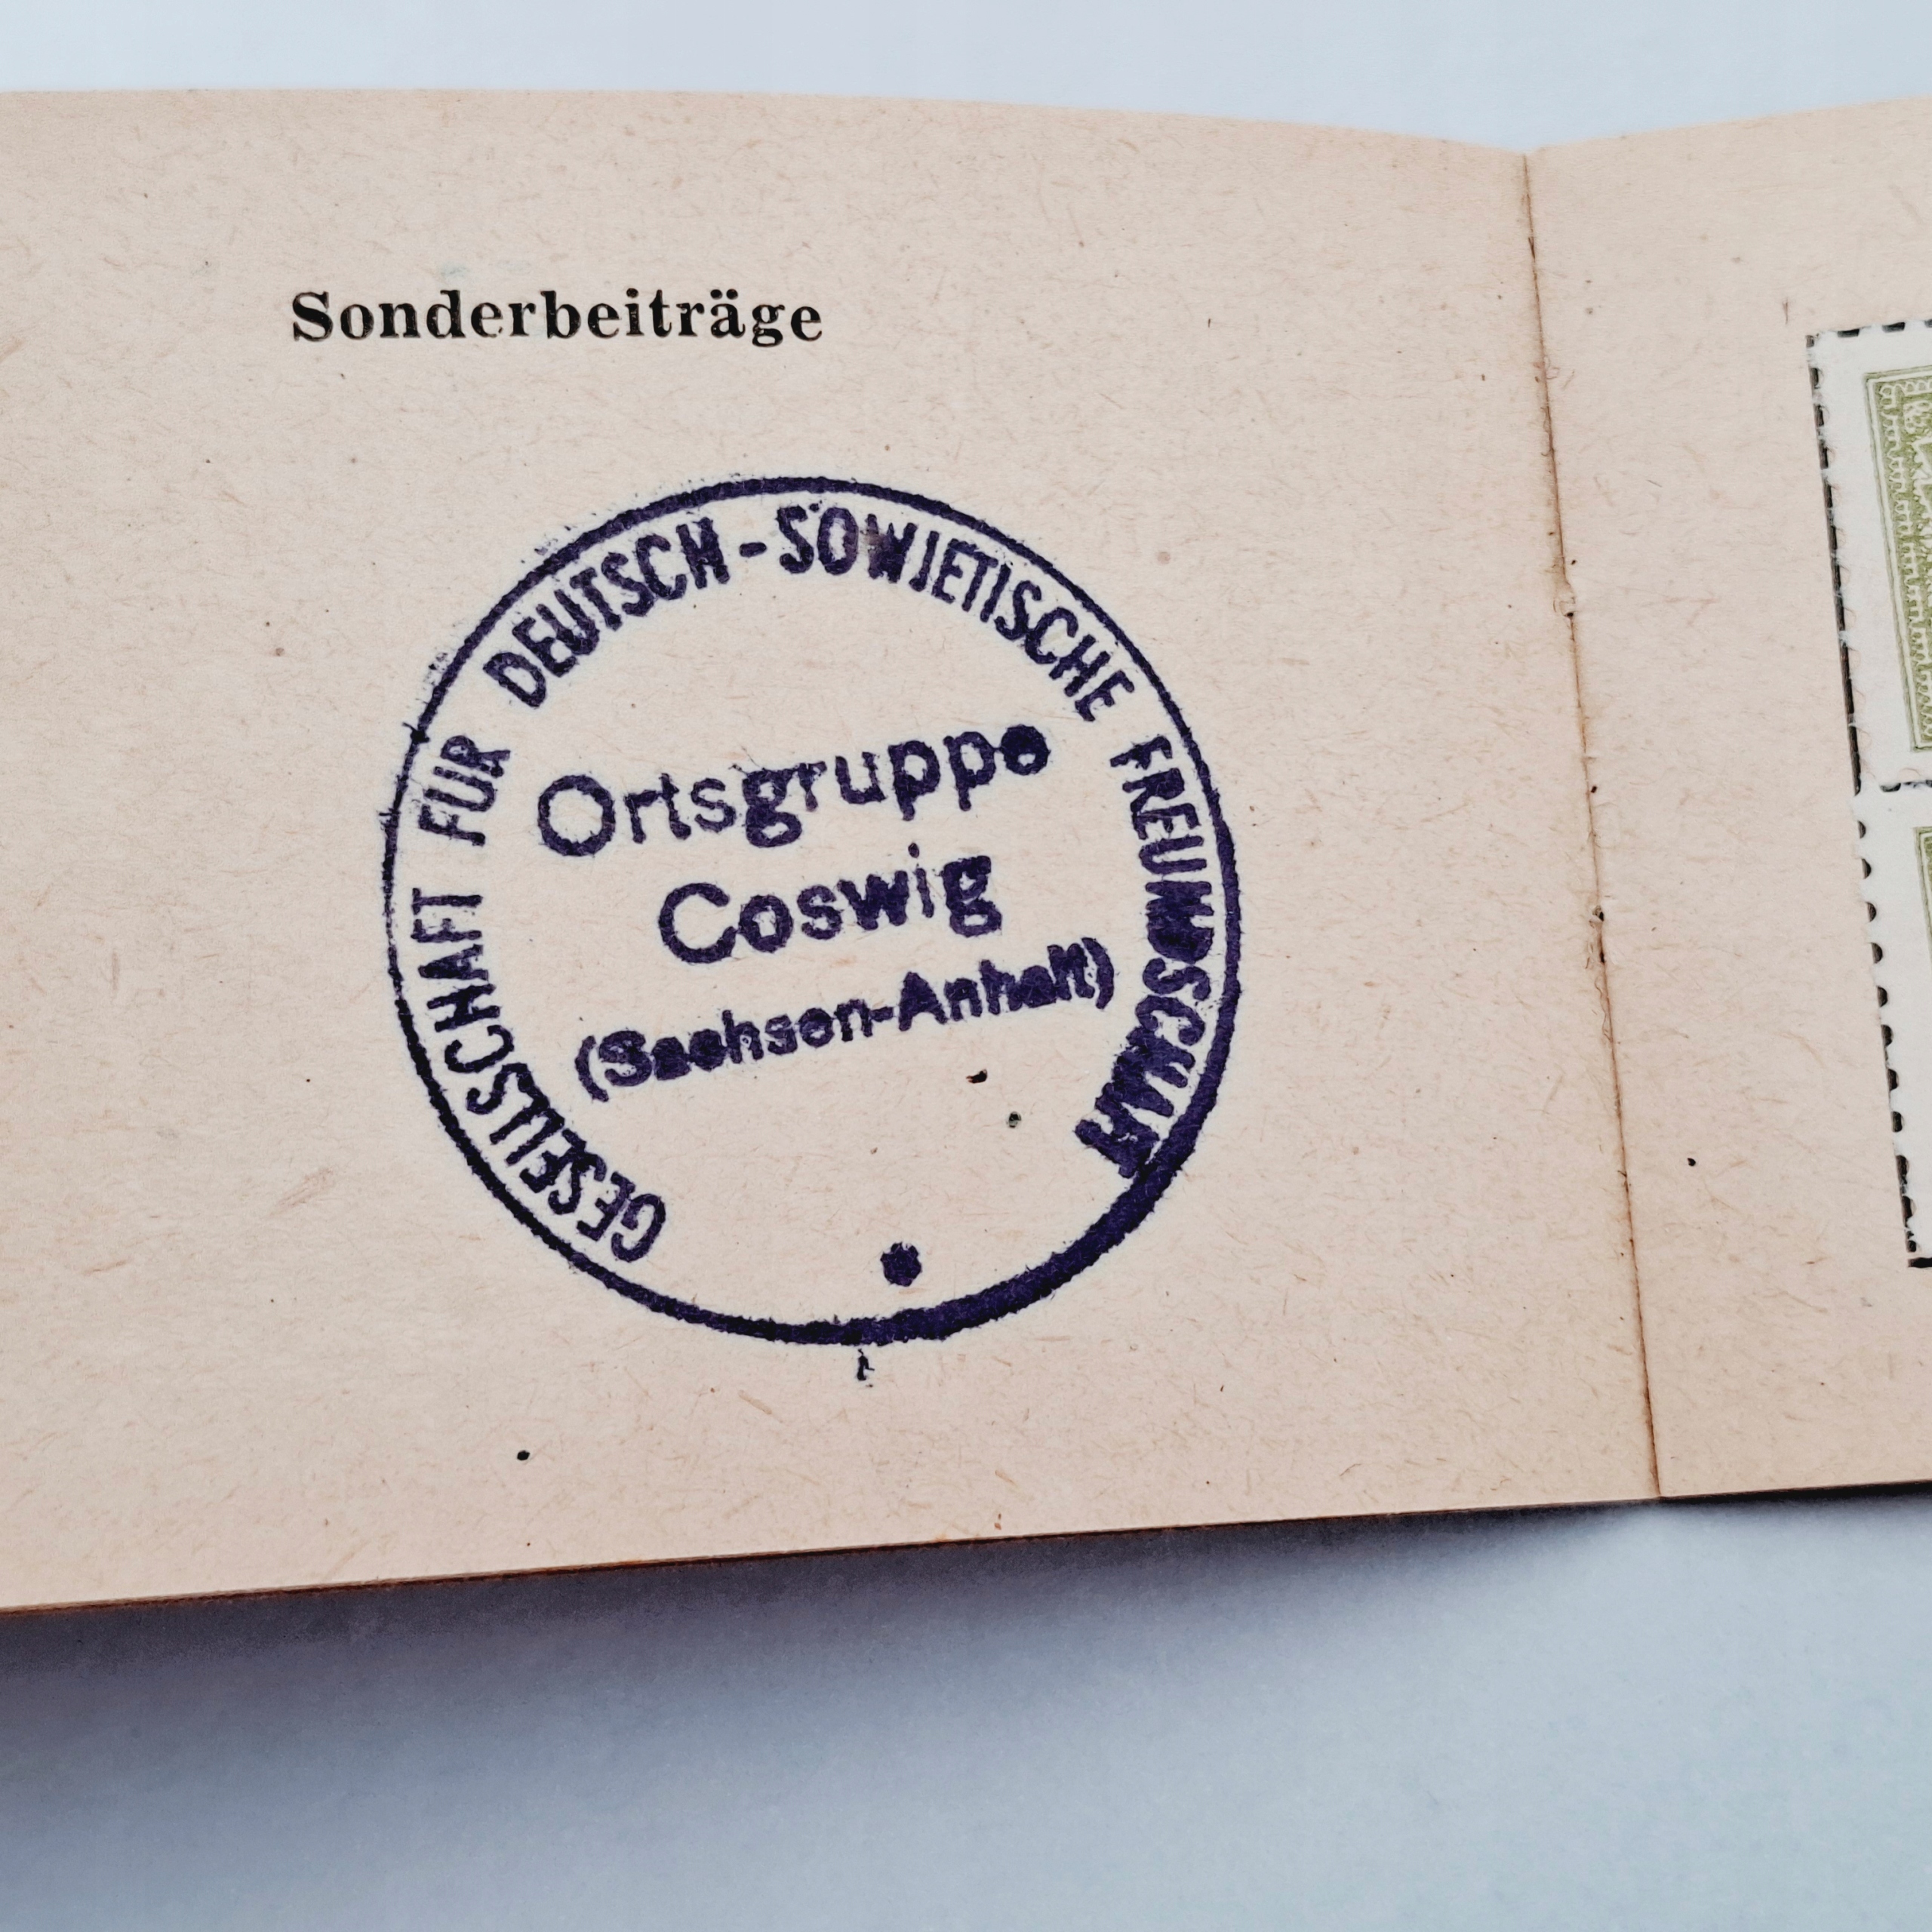 Sonderbeiträge
GESELLSCHAFT FÜR DEUTSCH-SOWJETISCHE FREUNDSCHAFT
Ortsgruppe
Coswig
(Sachsen-Anhalt)